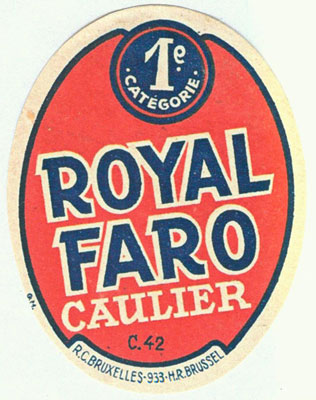 1e.
• CATÉGORIE •
ROYAL
FARO
CAULIER
C.42
R.C.BRUXELLES-933-H.R.BRUSSEL